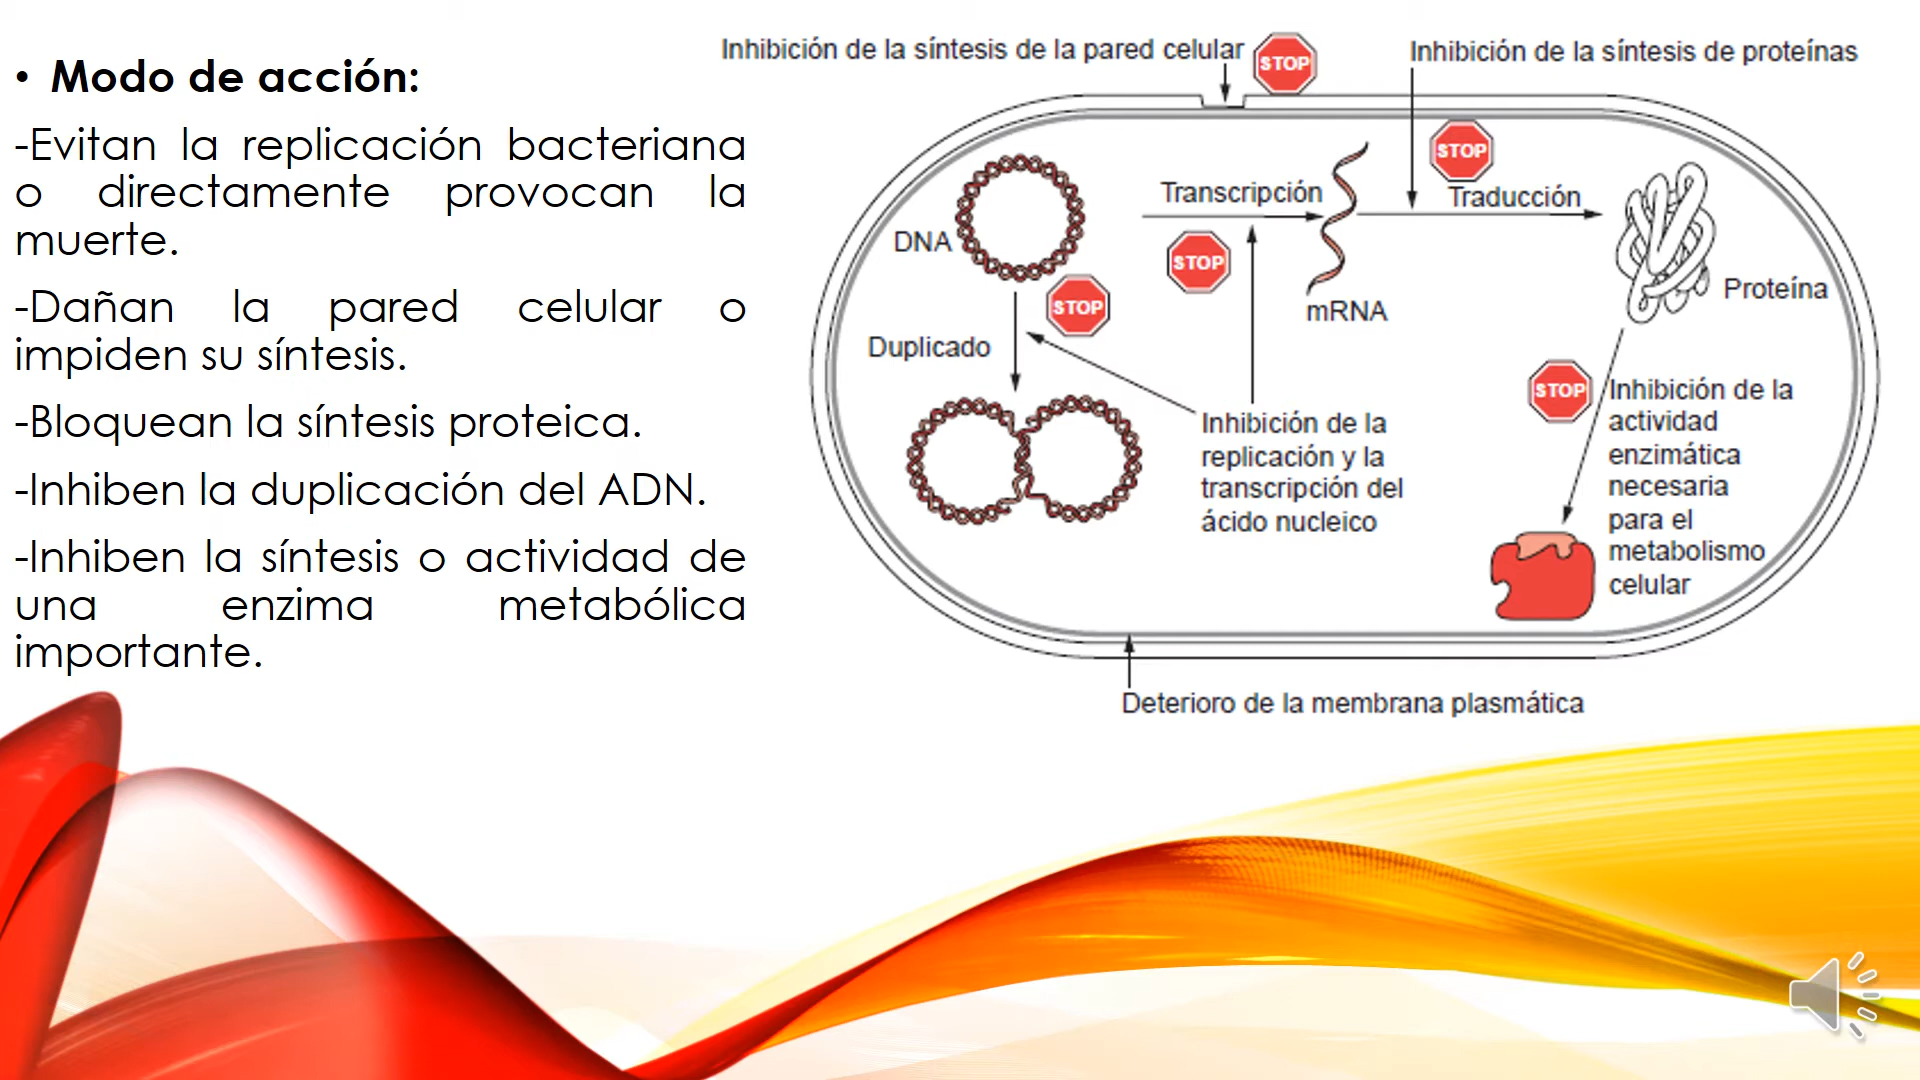 • Modo de acción:
-Evitan la replicación bacteriana
o directamente provocan la
muerte.
-Dañan la pared celular o
impiden su síntesis.
-Bloquean la síntesis proteica.
-Inhiben la duplicación del ADN.
-Inhiben la síntesis o actividad de
una enzima metabólica
importante.
Inhibición de la síntesis de la pared celular
STOP
Inhibición de la síntesis de proteínas
STOP
Transcripción
Traducción
DNA
STOP
mRNA
Proteína
STOP
Duplicado
Inhibición de la
replicación y la
transcripción del
ácido nucleico
STOP
Inhibición de la
actividad
enzimática
necesaria
para el
metabolismo
celular
Deterioro de la membrana plasmática